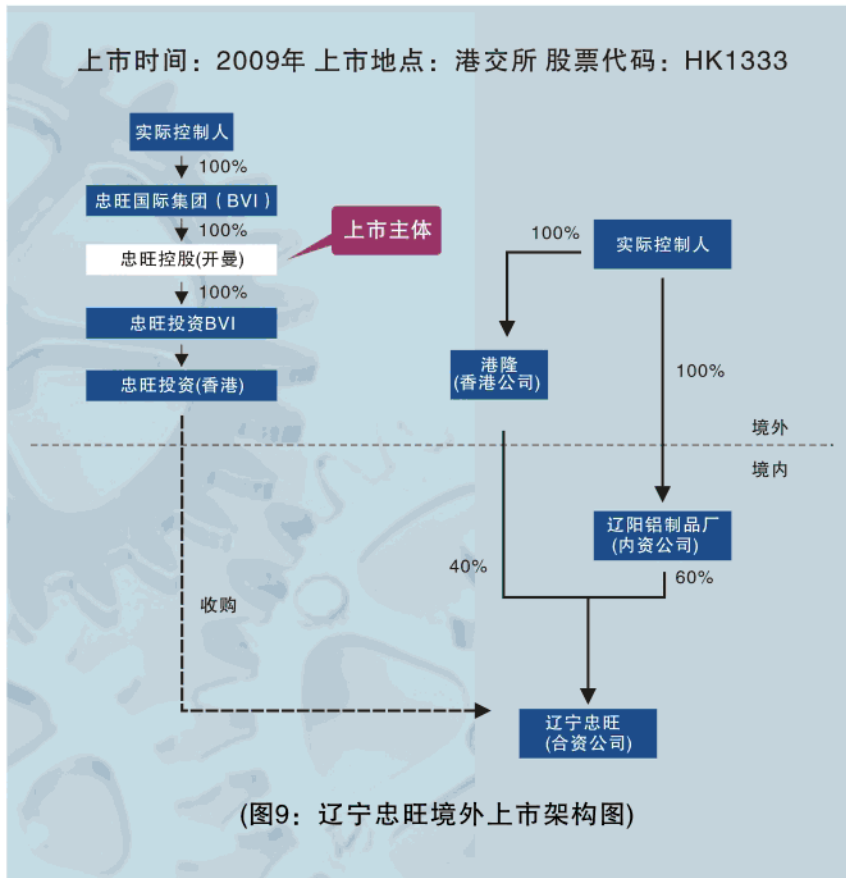 上市时间：2009年 上市地点：港交所 股票代码：HK1333
实际控制人
100%
忠旺国际集团（BVI）
100%
忠旺控股(开曼)
上市主体
100%
忠旺投资BVI
忠旺投资(香港)
收购
实际控制人
100%
港隆
(香港公司)
100%
境外
境内
辽阳铝制品厂
(内资公司)
40%
60%
辽宁忠旺
(合资公司)
(图9：辽宁忠旺境外上市架构图)